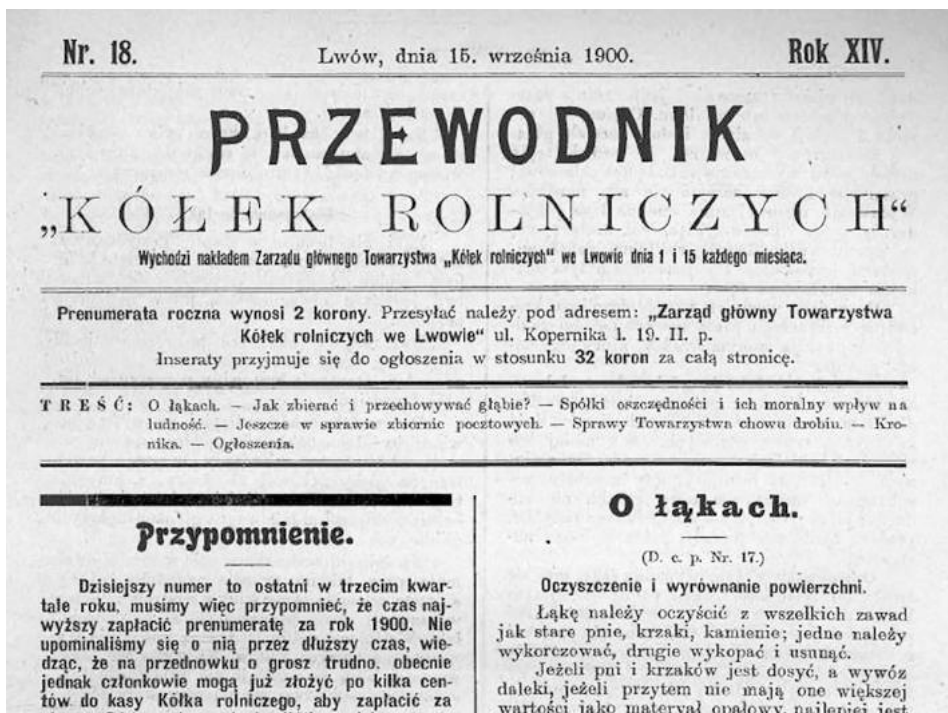 Nr. 18.
Lwów, dnia 15. września 1900.
Rok XIV.
PRZEWODNIK
„KÓŁEK ROLNICZYCH“
Wychodzi nakładem Zarządu głównego Towarzystwa „Kółek rolniczych“ we Lwowie dnia 1 i 15 każdego miesiąca.
Prenumerata roczna wynosi 2 korony. Przesyłać należy pod adresem: „Zarząd główny Towarzystwa
Kółek rolniczych we Lwowie“ ul. Kopernika l. 19. II. p.
Inseraty przyjmuje się do ogłoszenia w stosunku 32 koron za całą stronicę.
TREŚĆ: O łąkach. — Jak zbierać i przechowywać głąbie? — Spółki oszczędności i ich moralny wpływ na
ludność. — Jeszcze w sprawie zbiornic pocztowych. — Sprawy Towarzystwa chowu drobiu. — Kro-
nika. — Ogłoszenia.
Przypomnienie.
Dzisiejszy numer to ostatni w trzecim kwar-
tale roku, musimy więc przypomnieć, że czas naj-
wyższy zapłacić prenumeratę za rok 1900. Nie
upominaliśmy się o nią przez dłuższy czas, wie-
dząc, że na przednowku o grosz trudno, obecnie
jednak członkowie mogą już złożyć po kilka cen-
tów do kasy Kółka rolniczego, aby zapłacić za
O łąkach.
(D. c. p. Nr. 17.)
Oczyszczenie i wyrównanie powierzchni.
Łąkę należy oczyścić z wszelkich zawad
jak stare pnie, krzaki, kamienie; jedne należy
wykorczować, drugie wykopać i usunąć.
Jeżeli pni i krzaków jest dosyć, a wywóz
daleki, jeżeli przytem nie mają one większej
wartości jako materyał opałowy, najlepiej jest